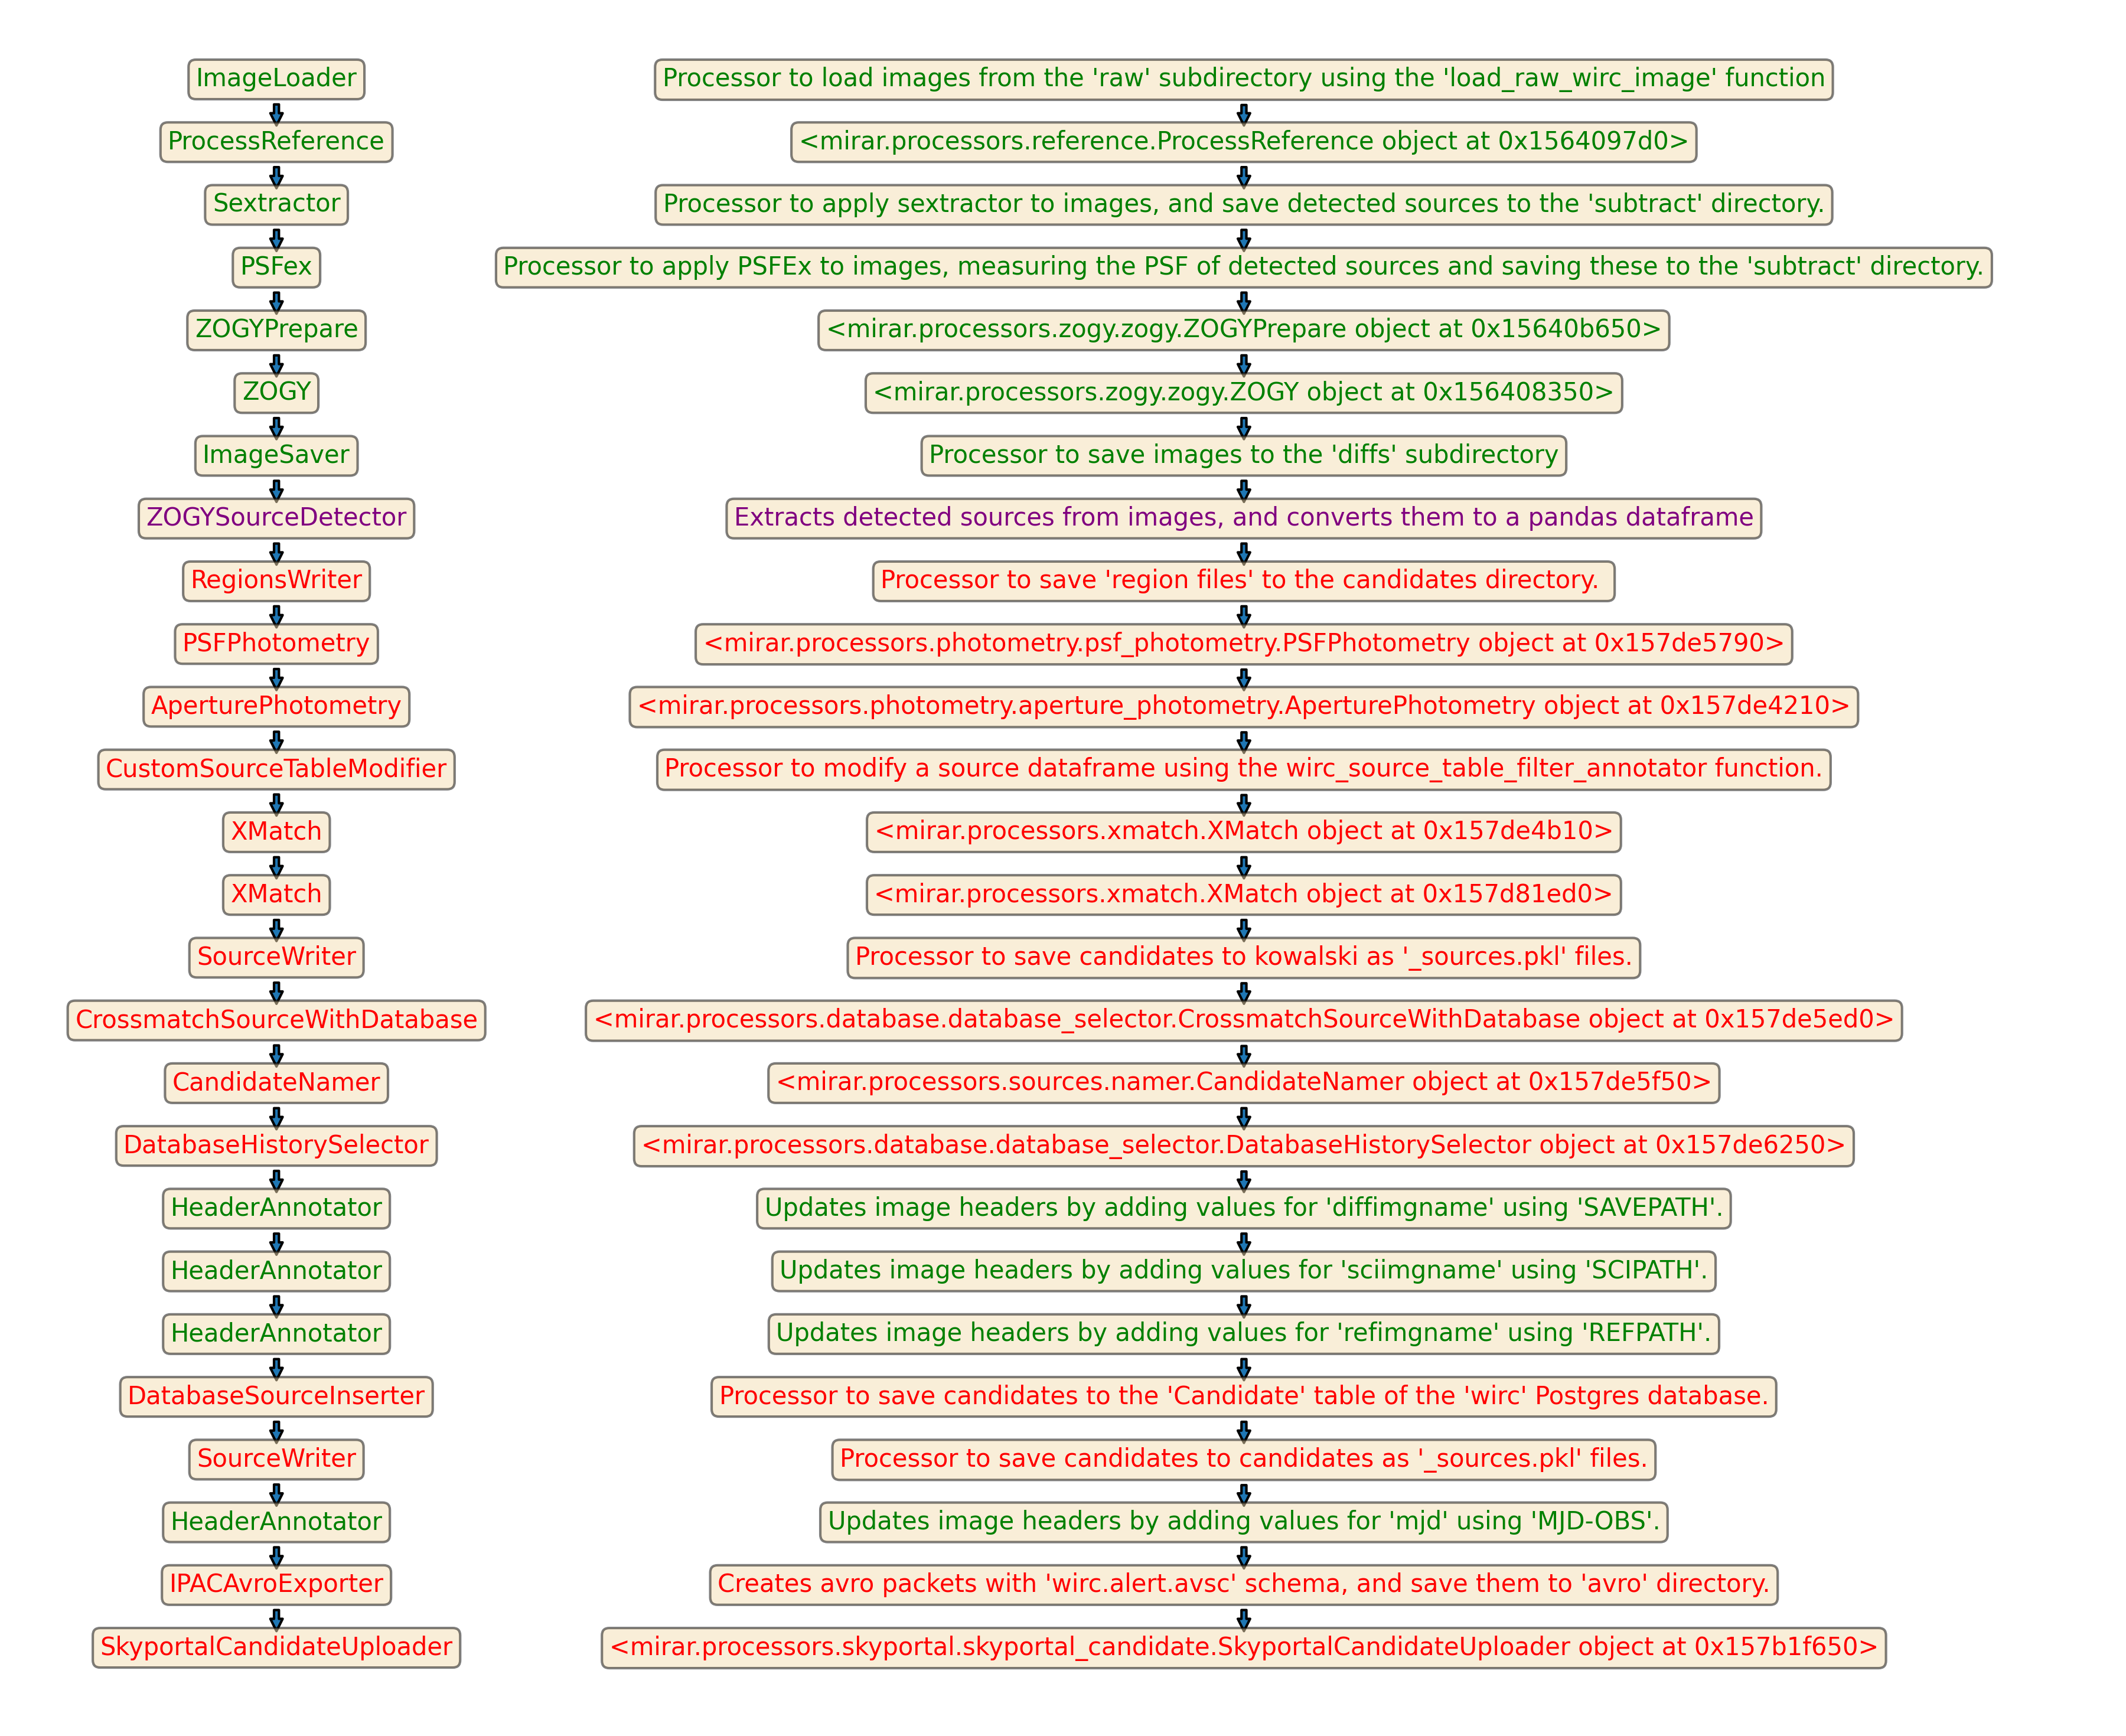 ImageLoader
Processor to load images from the 'raw' subdirectory using the 'load_raw_wirc_image' function
ProcessReference
<mirar.processors.reference.ProcessReference object at 0x1564097d0>
Sextractor
Processor to apply sextractor to images, and save detected sources to the 'subtract' directory.
PSFex
Processor to apply PSFEx to images, measuring the PSF of detected sources and saving these to the 'subtract' directory.
ZOGYPrepare
<mirar.processors.zogy.zogy.ZOGYPrepare object at 0x15640b650>
ZOGY
<mirar.processors.zogy.zogy.ZOGY object at 0x156408350>
ImageSaver
Processor to save images to the 'diffs' subdirectory
ZOGYSourceDetector
Extracts detected sources from images, and converts them to a pandas dataframe
RegionsWriter
Processor to save 'region files' to the candidates directory.
PSFPhotometry
<mirar.processors.photometry.psf_photometry.PSFPhotometry object at 0x157de5790>
AperturePhotometry
<mirar.processors.photometry.aperture_photometry.AperturePhotometry object at 0x157de4210>
CustomSourceTableModifier
Processor to modify a source dataframe using the wirc_source_table_filter_annotator function.
XMatch
<mirar.processors.xmatch.XMatch object at 0x157de4b10>
XMatch
<mirar.processors.xmatch.XMatch object at 0x157d81ed0>
SourceWriter
Processor to save candidates to kowalski as '_sources.pkl' files.
CrossmatchSourceWithDatabase
<mirar.processors.database.database_selector.CrossmatchSourceWithDatabase object at 0x157de5ed0>
CandidateNamer
<mirar.processors.sources.namer.CandidateNamer object at 0x157de5f50>
DatabaseHistorySelector
<mirar.processors.database.database_selector.DatabaseHistorySelector object at 0x157de6250>
HeaderAnnotator
Updates image headers by adding values for 'diffimgname' using 'SAVEPATH'.
HeaderAnnotator
Updates image headers by adding values for 'sciimgname' using 'SCIPATH'.
HeaderAnnotator
Updates image headers by adding values for 'refimgname' using 'REFPATH'.
DatabaseSourceInserter
Processor to save candidates to the 'Candidate' table of the 'wirc' Postgres database.
SourceWriter
Processor to save candidates to candidates as '_sources.pkl' files.
HeaderAnnotator
Updates image headers by adding values for 'mjd' using 'MJD-OBS'.
IPACAvroExporter
Creates avro packets with 'wirc.alert.avsc' schema, and save them to 'avro' directory.
SkyportalCandidateUploader
<mirar.processors.skyportal.skyportal_candidate.SkyportalCandidateUploader object at 0x157b1f650>